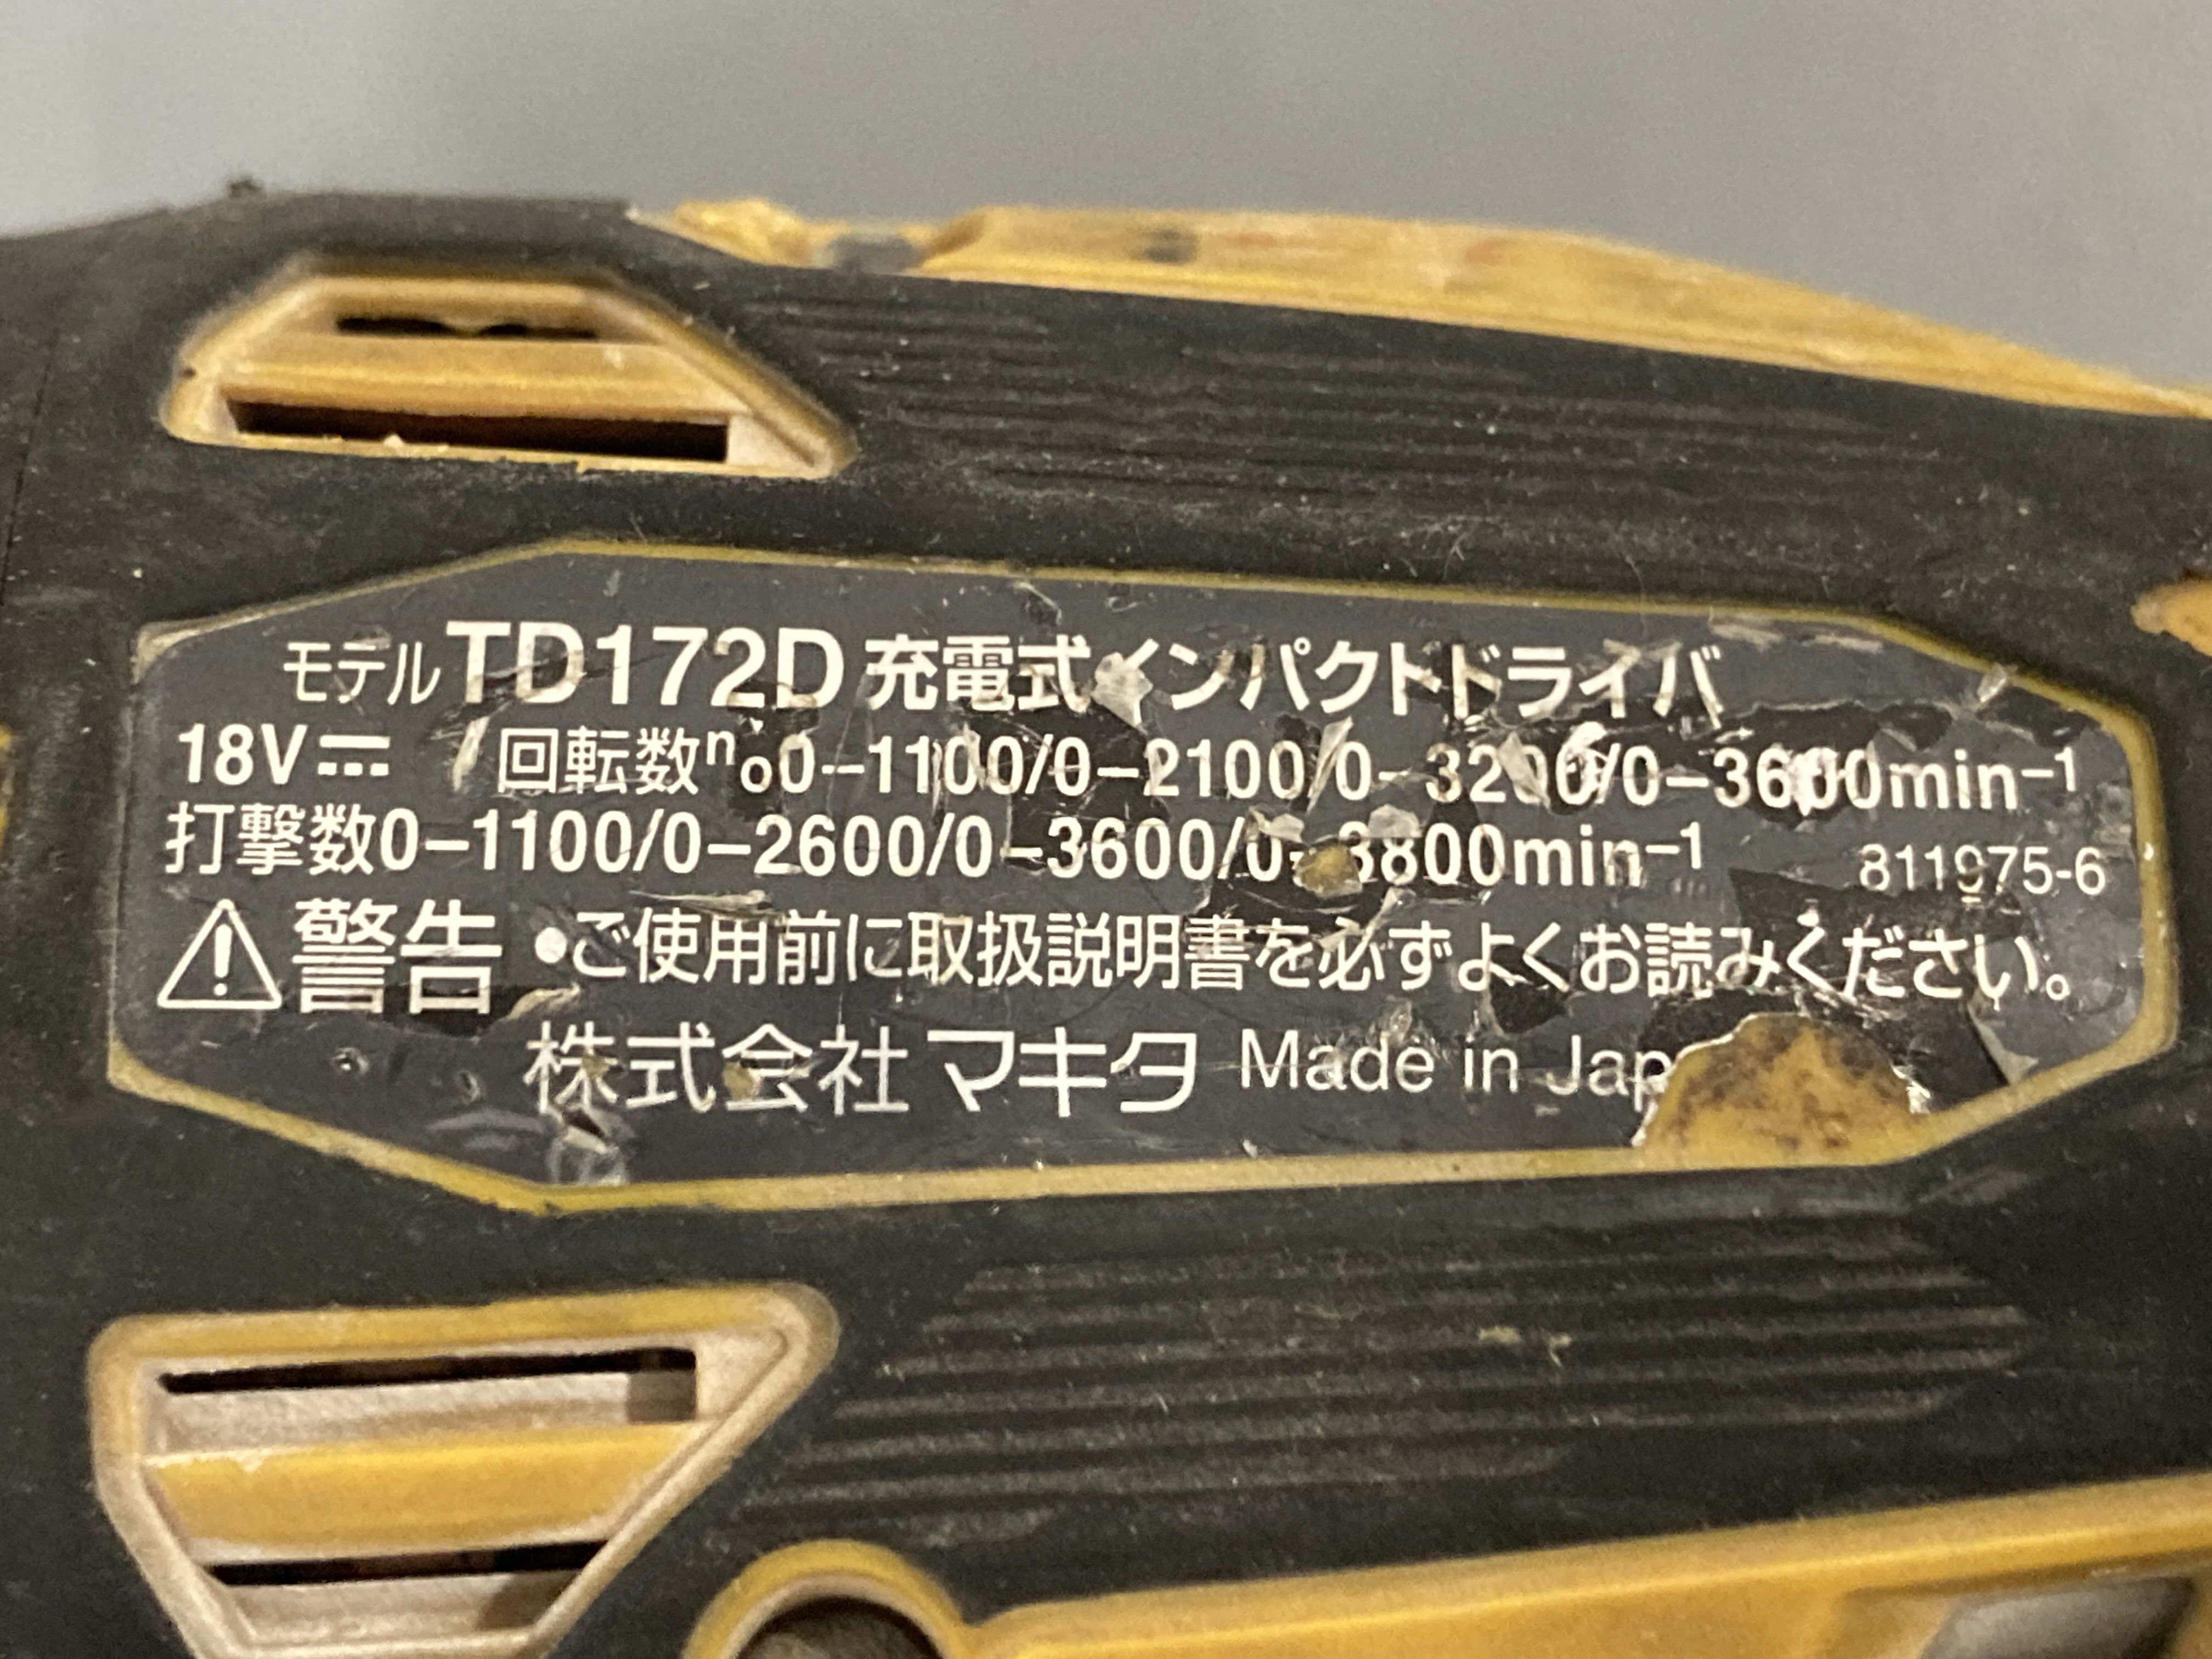 モデル TD172D 充電式インパクトドライバ
18V⎓ 回転数n₀0-1100/0-2100/0-3200/0-3600min⁻¹
打撃数0-1100/0-2600/0-3600/0-3800min⁻¹ 811975-6
⚠警告 ●ご使用前に取扱説明書を必ずよくお読みください。
株式会社マキタ Made in Jap